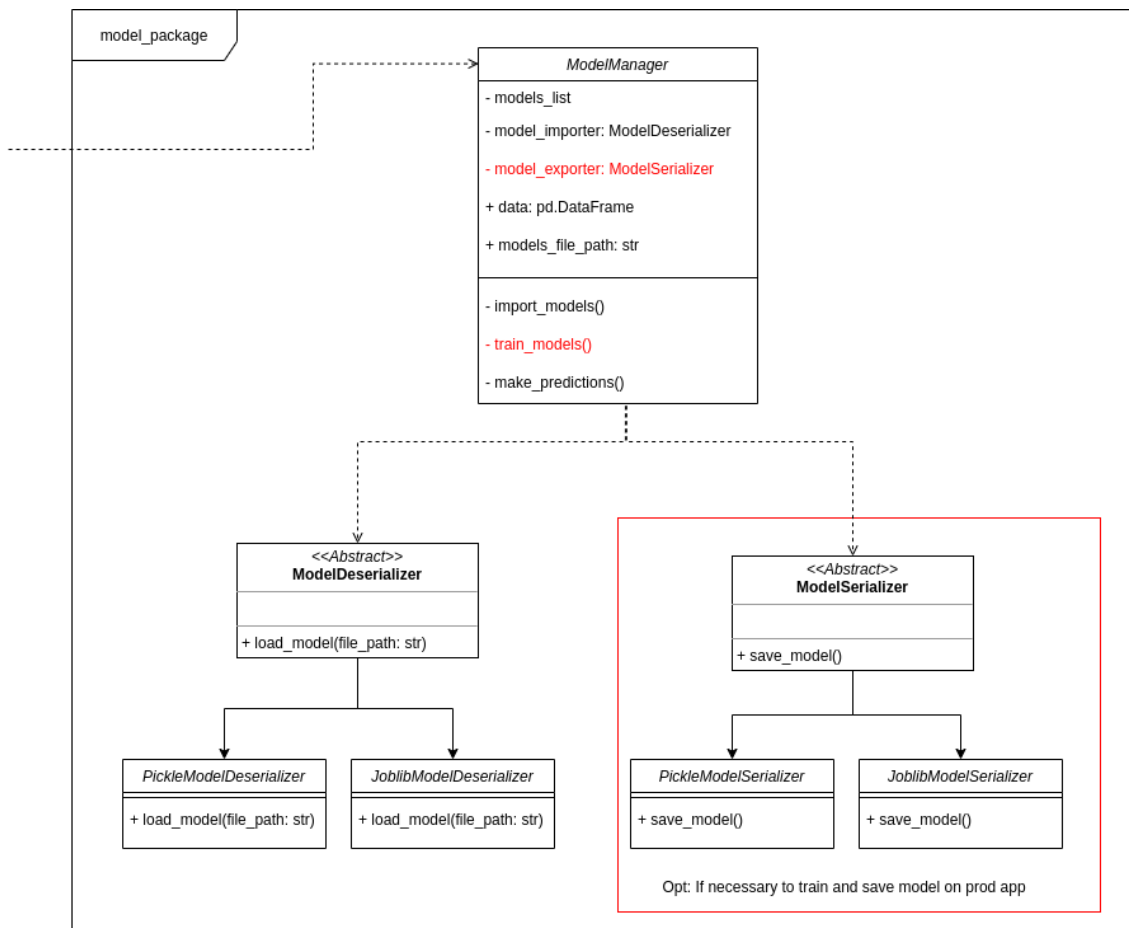 model_package
ModelManager
- models_list
- model_importer: ModelDeserializer
- model_exporter: ModelSerializer
+ data: pd.DataFrame
+ models_file_path: str
- import_models()
- train_models()
- make_predictions()
<<Abstract>>
ModelDeserializer
+ load_model(file_path: str)
<<Abstract>>
ModelSerializer
+ save_model()
PickleModelDeserializer
+ load_model(file_path: str)
JoblibModelDeserializer
+ load_model(file_path: str)
PickleModelSerializer
+ save_model()
JoblibModelSerializer
+ save_model()
Opt: If necessary to train and save model on prod app